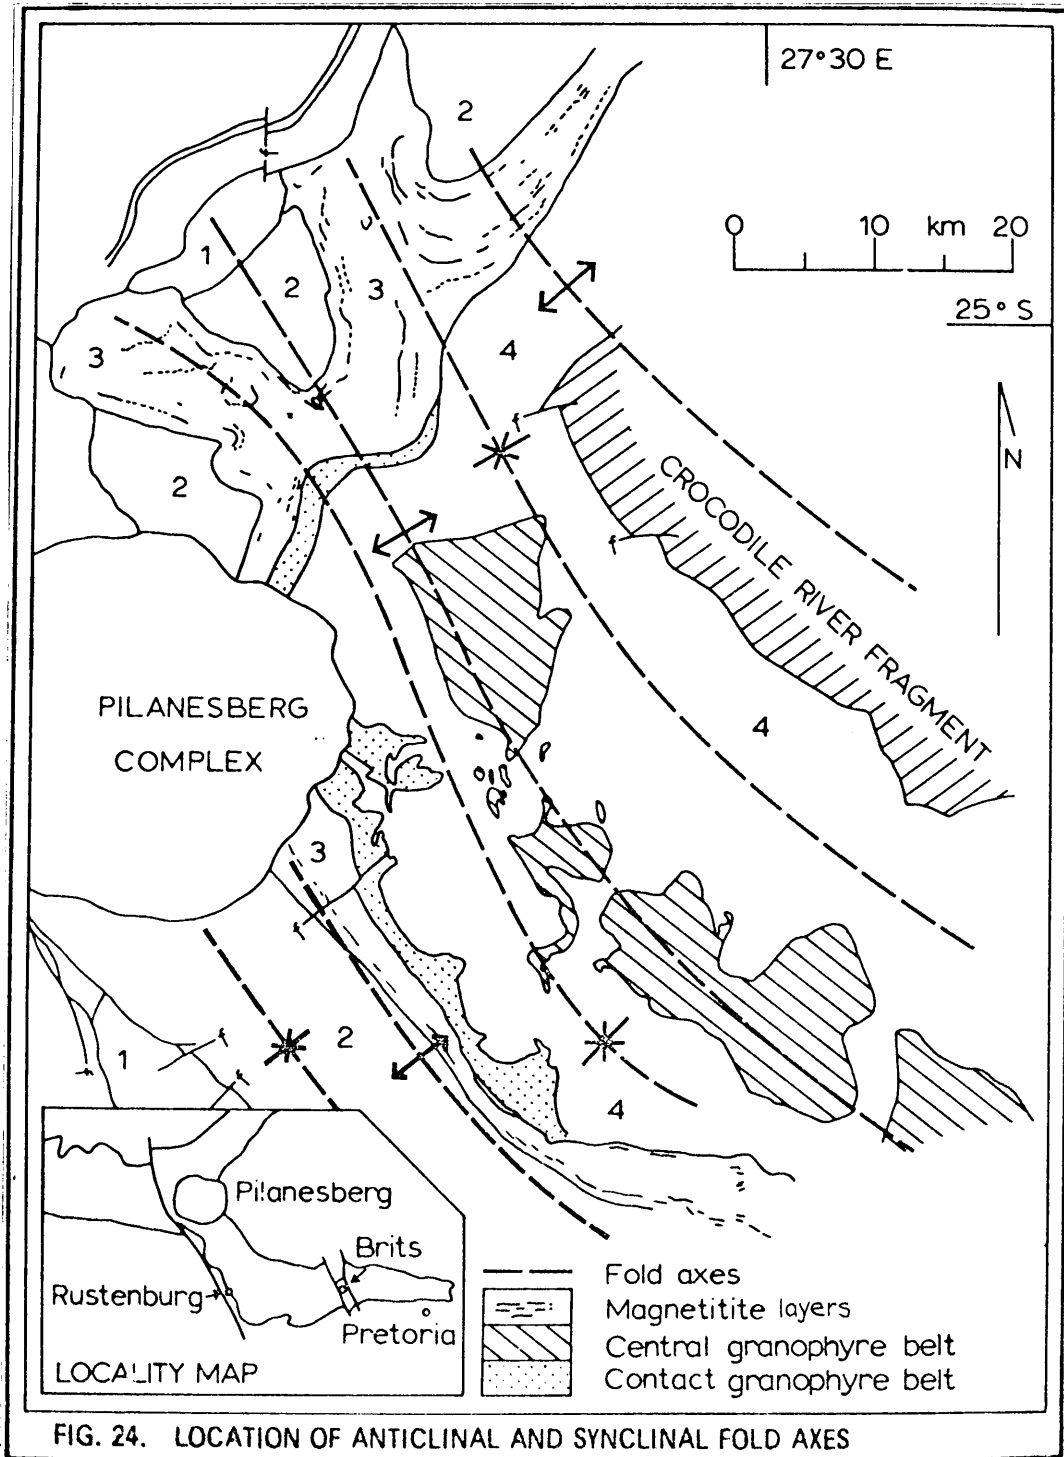 27°30 E
2
0 10 km 20
25° S
1
2
3
3
4
2
f
f
f
N
CROCODILE RIVER FRAGMENT
PILANESBERG
COMPLEX
4
3
f
2
1
f
f
f
4
Pilanesberg
Brits
Rustenburg
Pretoria
LOCALITY MAP
Fold axes
Magnetitite layers
Central granophyre belt
Contact granophyre belt
FIG. 24. LOCATION OF ANTICLINAL AND SYNCLINAL FOLD AXES